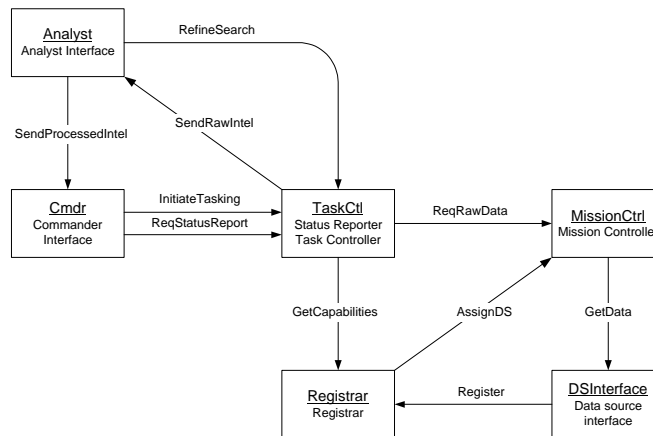 Analyst
Analyst Interface
RefineSearch
SendRawIntel
SendProcessedIntel
Cmdr
Commander
Interface
InitiateTasking
ReqStatusReport
TaskCtl
Status Reporter
Task Controller
ReqRawData
MissionCtrl
Mission Controller
GetCapabilities
AssignDS
GetData
Registrar
Registrar
Register
DSInterface
Data source
interface